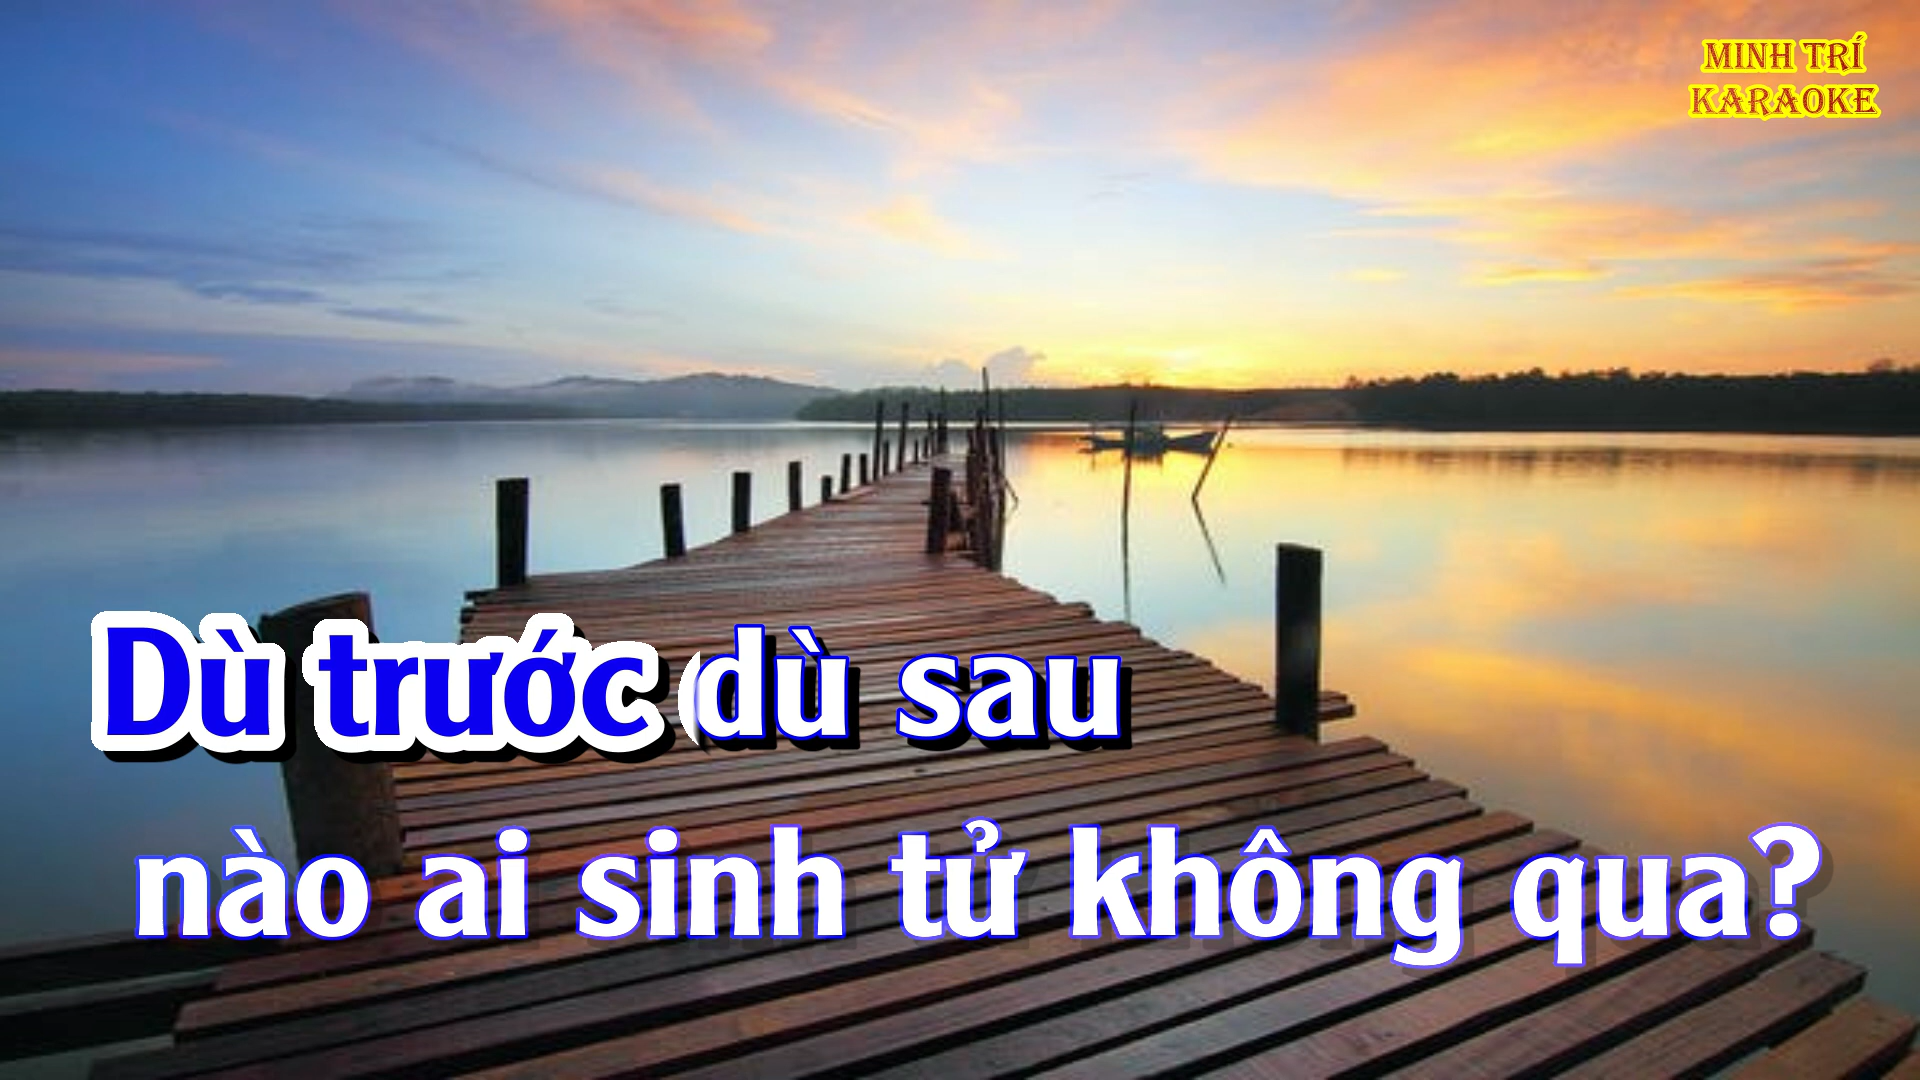 MINH TRÍ
KARAOKE
Dù trước dù sau
nào ai sinh tử không qua?